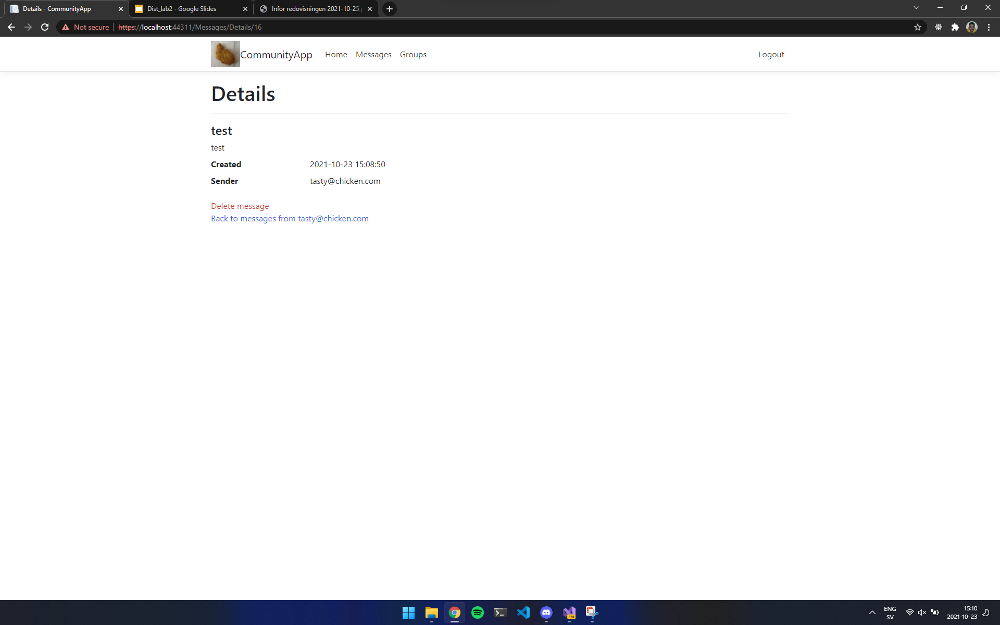 Details - CommunityApp
Dist_lab2 - Google Slides
Inför redovisningen 2021-10-25.p
Not secure
https://localhost:44311/Messages/Details/16
CommunityApp Home Messages Groups Logout
Details
test
test
Created 2021-10-23 15:08:50
Sender tasty@chicken.com
Delete message
Back to messages from tasty@chicken.com
PRE
ENG
SV
15:10
2021-10-23